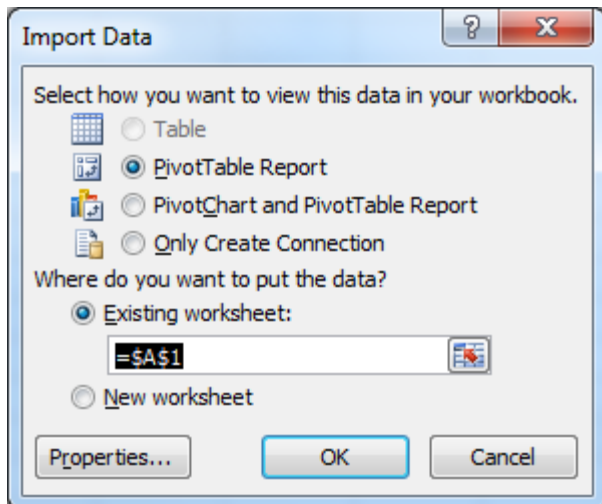 Import Data
Select how you want to view this data in your workbook.
Table
PivotTable Report
PivotChart and PivotTable Report
Only Create Connection
Where do you want to put the data?
Existing worksheet:
=$A$1
New worksheet
Properties... OK Cancel